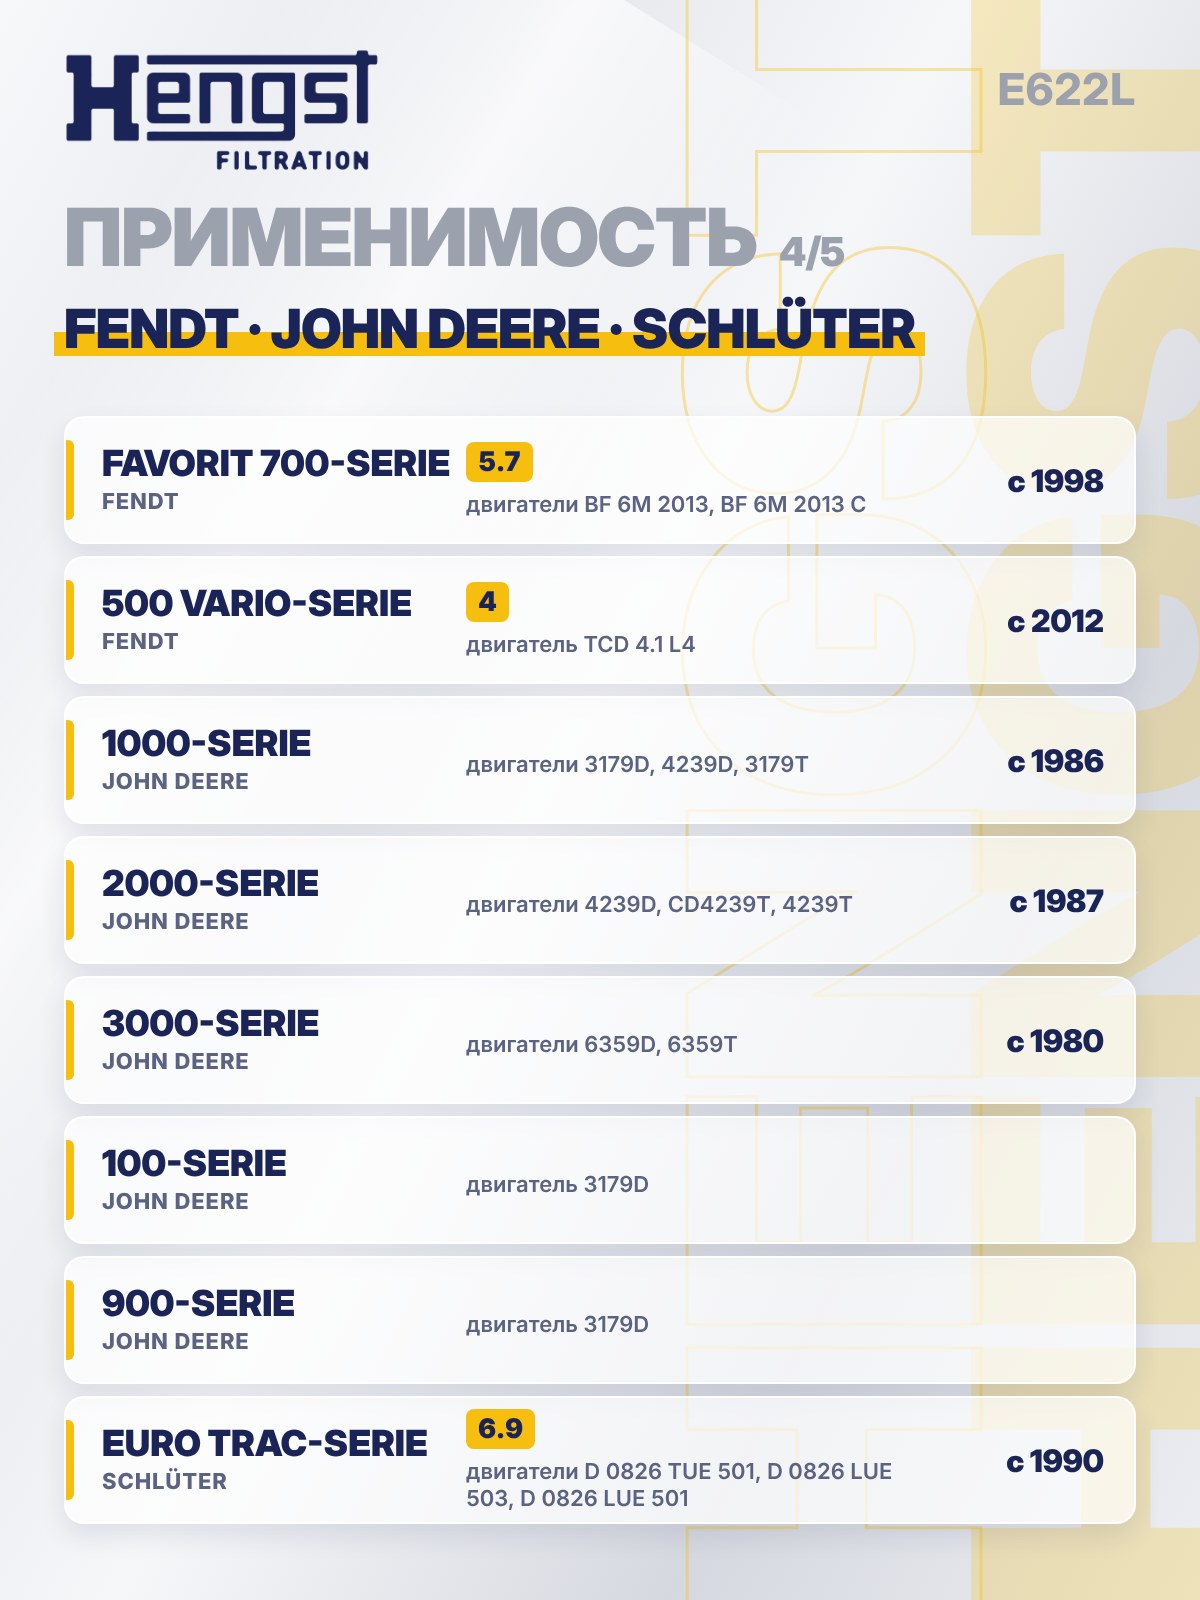 Hengst
FILTRATION
E622L
ПРИМЕНИМОСТЬ 4/5
FENDT · JOHN DEERE · SCHLÜTER
FAVORIT 700-SERIE
FENDT
5.7
двигатели BF 6M 2013, BF 6M 2013 C
с 1998
500 VARIO-SERIE
FENDT
4
двигатель TCD 4.1 L4
с 2012
1000-SERIE
JOHN DEERE
двигатели 3179D, 4239D, 3179T
с 1986
2000-SERIE
JOHN DEERE
двигатели 4239D, CD4239T, 4239T
с 1987
3000-SERIE
JOHN DEERE
двигатели 6359D, 6359T
с 1980
100-SERIE
JOHN DEERE
двигатель 3179D
900-SERIE
JOHN DEERE
двигатель 3179D
EURO TRAC-SERIE
SCHLÜTER
6.9
двигатели D 0826 TUE 501, D 0826 LUE
503, D 0826 LUE 501
с 1990
HENGST
HENGST